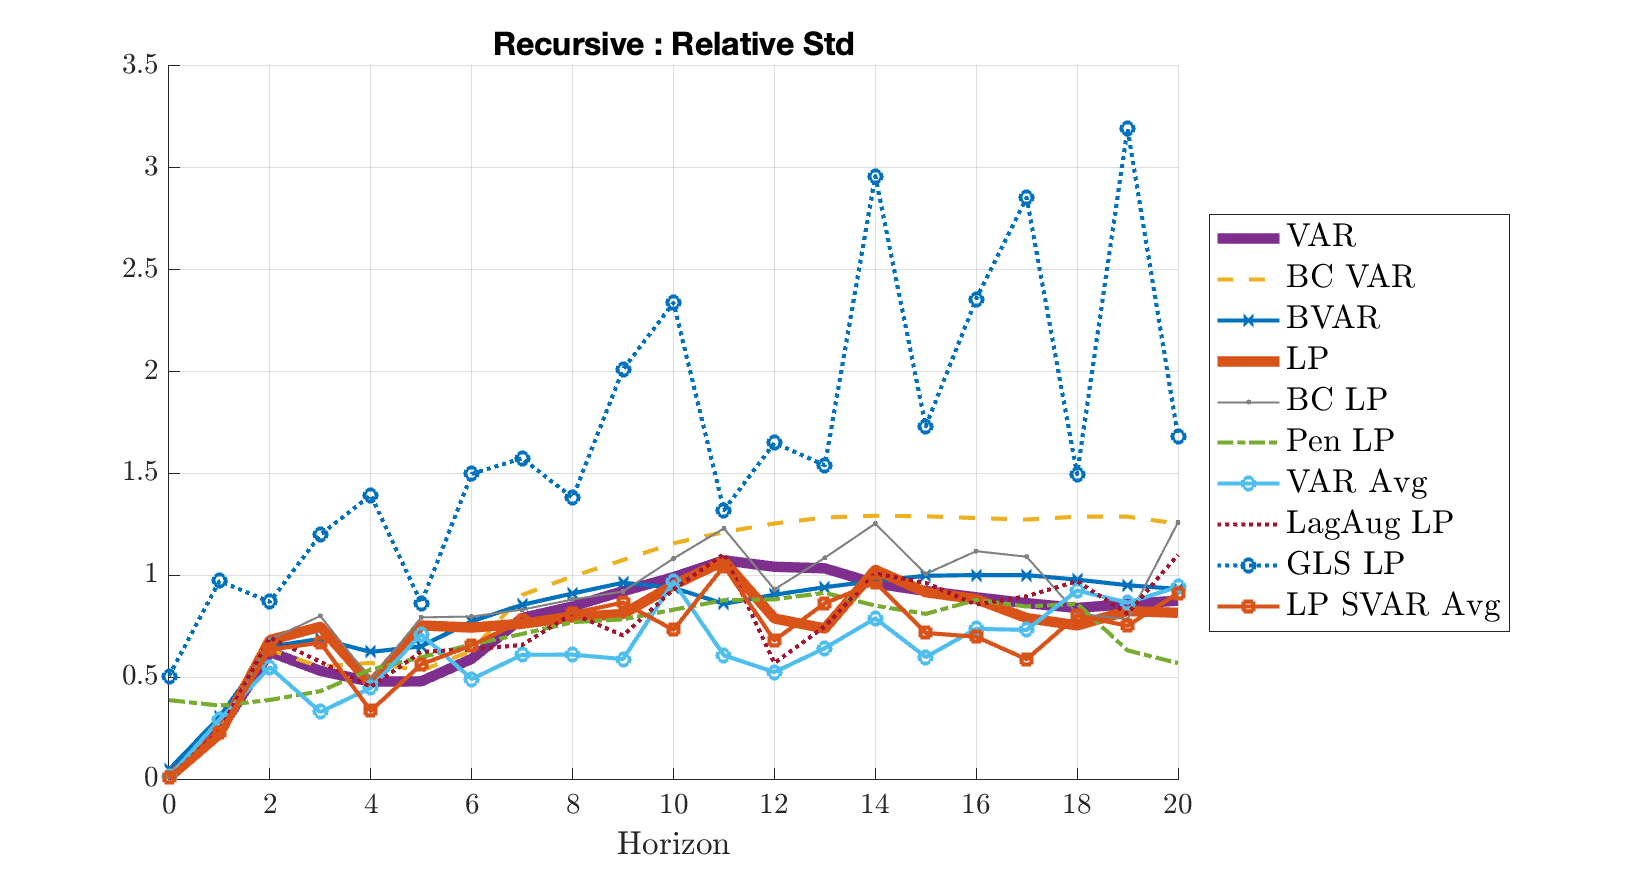 Recursive : Relative Std
3.5
3
2.5
2
1.5
1
0.5
0
0 2 4 6 8 10 12 14 16 18 20
Horizon
VAR
BC VAR
BVAR
LP
BC LP
Pen LP
VAR Avg
LagAug LP
GLS LP
LP SVAR Avg